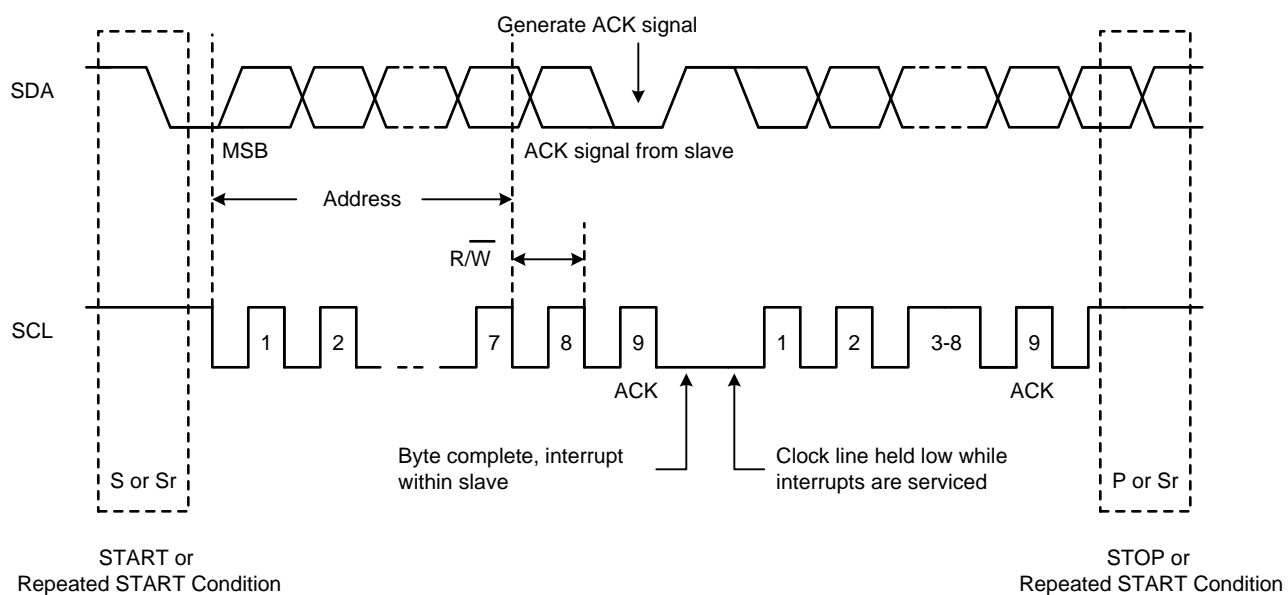 Generate ACK signal
SDA
MSB
ACK signal from slave
Address
R/W
SCL
1
2
7
8
9
1
2
3-8
9
ACK
ACK
Byte complete, interrupt
within slave
Clock line held low while
interrupts are serviced
S or Sr
P or Sr
START or
Repeated START Condition
STOP or
Repeated START Condition